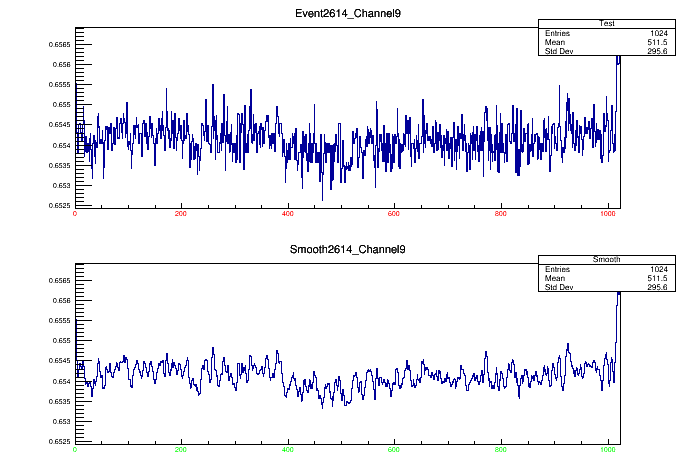 Event2614_Channel9
Test
Entries 1024
Mean 511.5
Std Dev 295.6
0.6565
0.656
0.6555
0.655
0.6545
0.654
0.6535
0.653
0.6525
0 200 400 600 800 1000
Smooth2614_Channel9
Smooth
Entries 1024
Mean 511.5
Std Dev 295.6
0.6565
0.656
0.6555
0.655
0.6545
0.654
0.6535
0.653
0.6525
0 200 400 600 800 1000